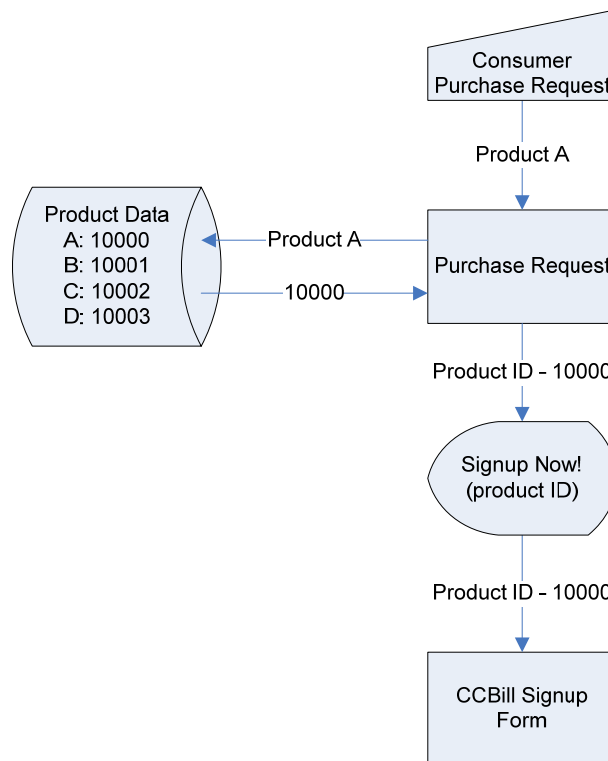 Consumer
Purchase Request
Product A
Product Data
A: 10000
B: 10001
C: 10002
D: 10003
Product A
10000
Purchase Request
Product ID - 10000
Signup Now!
(product ID)
Product ID - 10000
CCBill Signup
Form